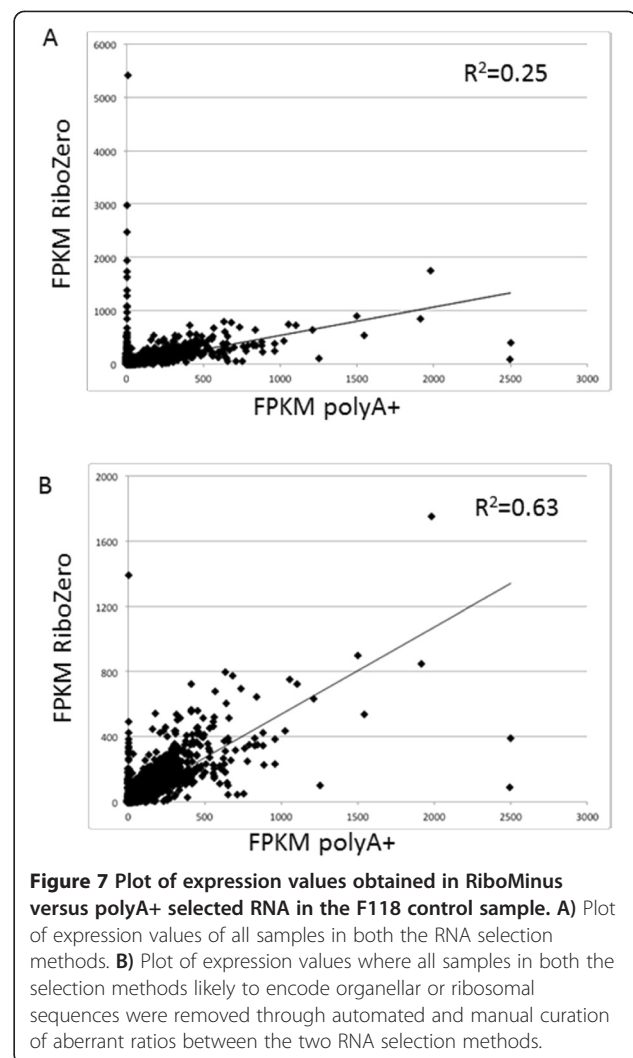 A
6000
5000
4000
3000
2000
1000
0
FPKM RiboZero
R²=0.25
0 500 1000 1500 2000 2500 3000
FPKM polyA+
B
2000
1600
1200
800
400
0
FPKM RiboZero
R²=0.63
0 500 1000 1500 2000 2500 3000
FPKM polyA+
Figure 7 Plot of expression values obtained in RiboMinus
versus polyA+ selected RNA in the F118 control sample. A) Plot
of expression values of all samples in both the RNA selection
methods. B) Plot of expression values where all samples in both the
selection methods likely to encode organellar or ribosomal
sequences were removed through automated and manual curation
of aberrant ratios between the two RNA selection methods.